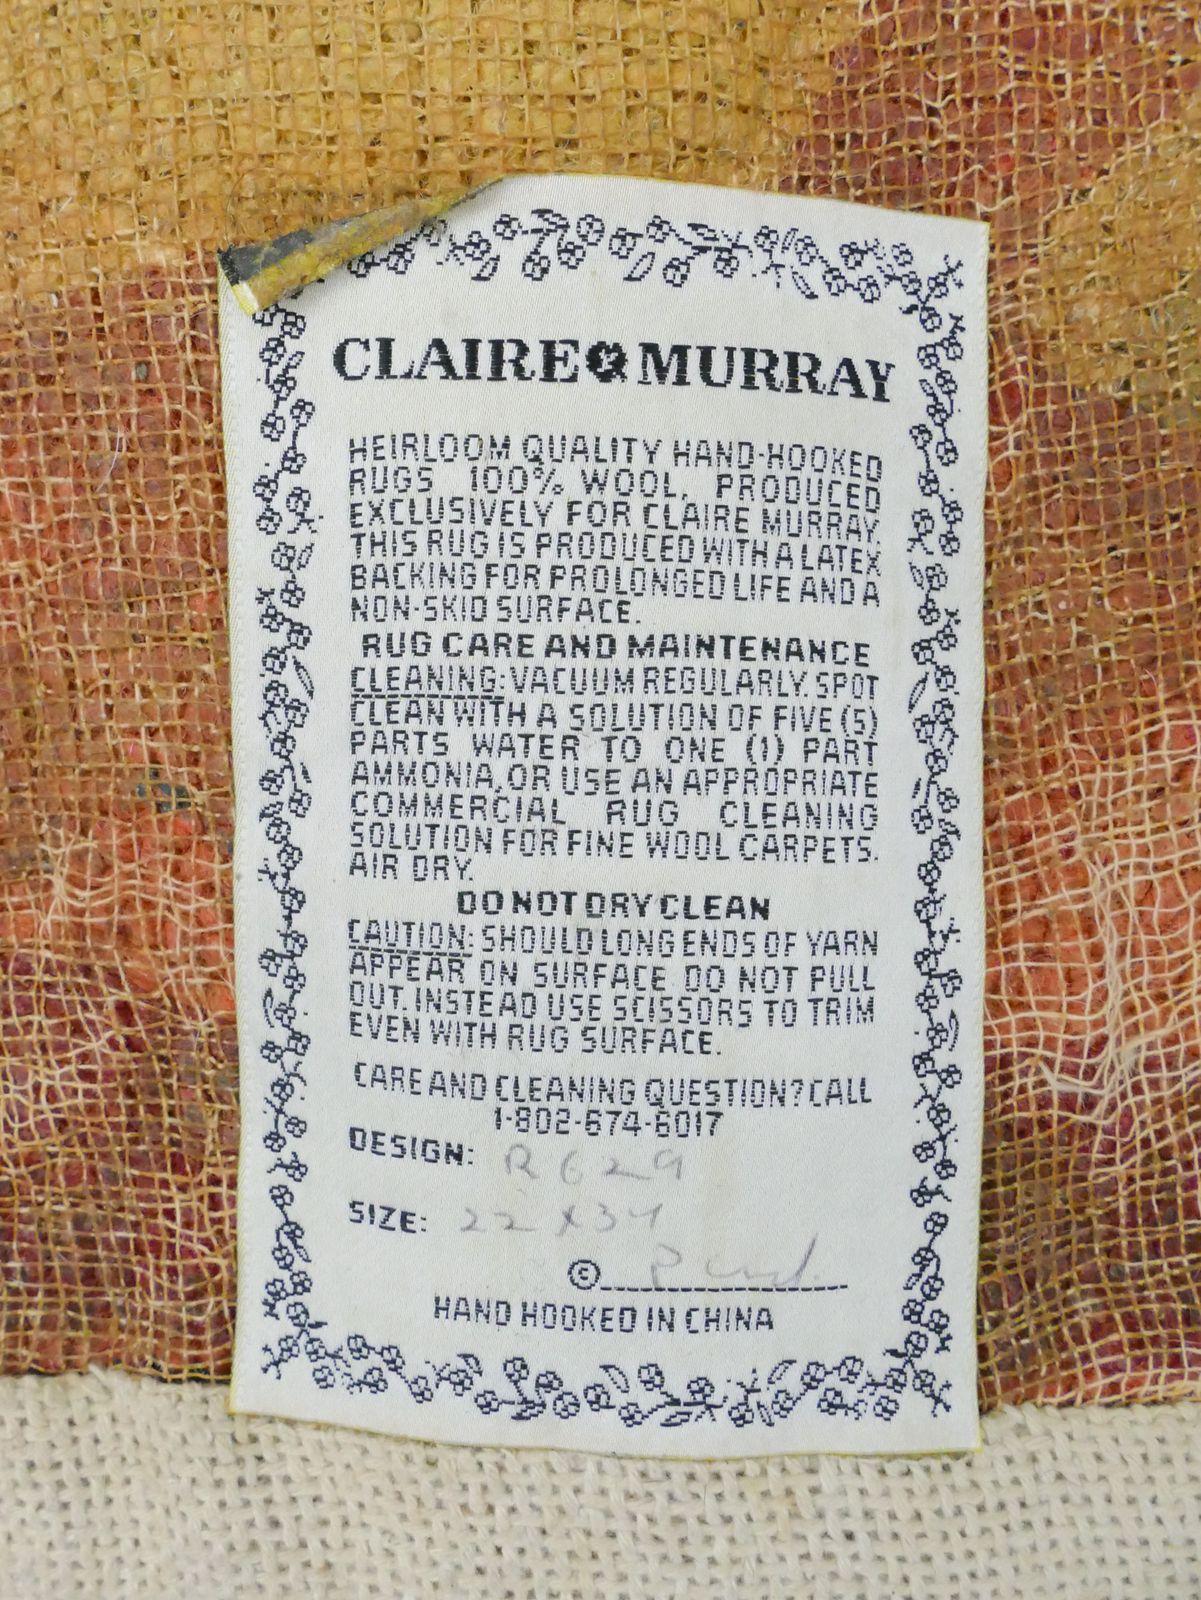 CLAIRE MURRAY
HEIRLOOM QUALITY HAND-HOOKED
RUGS 100% WOOL, PRODUCED
EXCLUSIVELY FOR CLAIRE MURRAY.
THIS RUG IS PRODUCED WITH A LATEX
BACKING FOR PROLONGED LIFE AND A
NON-SKID SURFACE.
RUG CARE AND MAINTENANCE
CLEANING: VACUUM REGULARLY. SPOT
CLEAN WITH A SOLUTION OF FIVE (5)
PARTS WATER TO ONE (1) PART
AMMONIA, OR USE AN APPROPRIATE
COMMERCIAL RUG CLEANING
SOLUTION FOR FINE WOOL CARPETS.
AIR DRY.
DO NOT DRY CLEAN
CAUTION: SHOULD LONG ENDS OF YARN
APPEAR ON SURFACE DO NOT PULL
OUT. INSTEAD USE SCISSORS TO TRIM
EVEN WITH RUG SURFACE.
CARE AND CLEANING QUESTION? CALL
1-802-674-6017
DESIGN: R629
SIZE: 22 x 34
©
HAND HOOKED IN CHINA